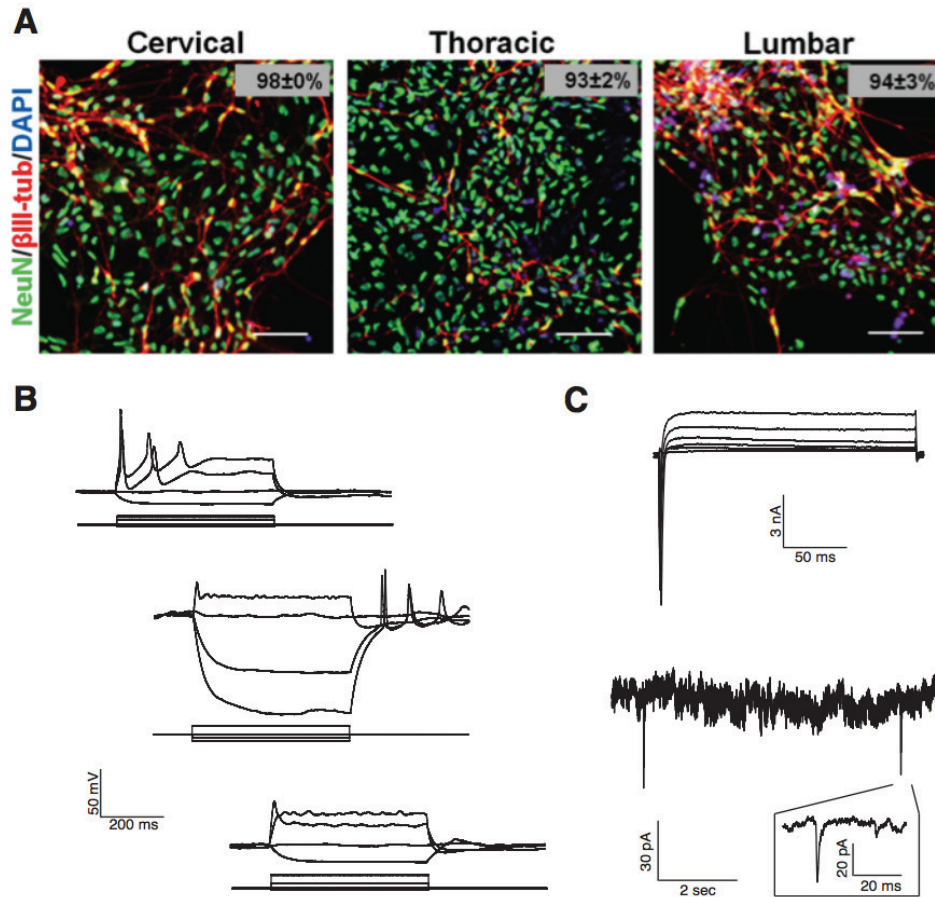 A
Cervical
Thoracic
Lumbar
98±0%
93±2%
94±3%
NeuN/βIII-tub/DAPI
B
50 mV
200 ms
C
3 nA
50 ms
30 pA
2 sec
20 pA
20 ms